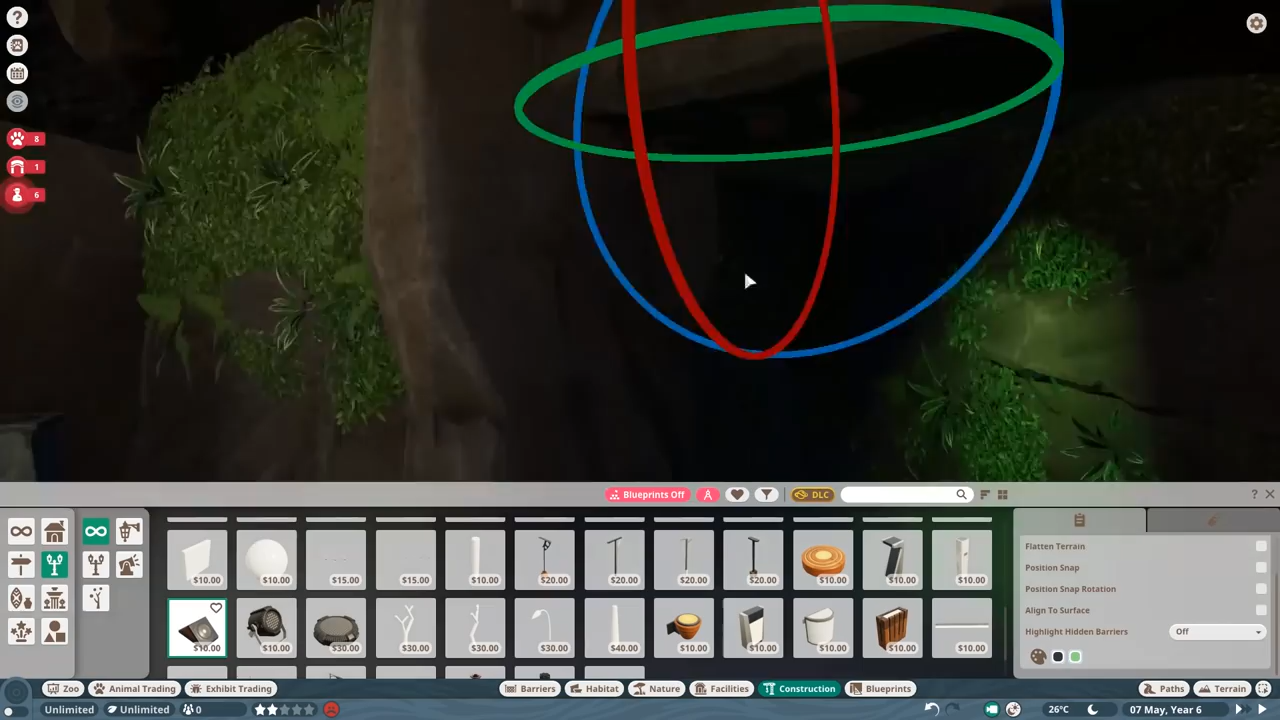 ?
8
1
6
Blueprints Off
DLC
?
$10.00 $10.00 $15.00 $15.00 $10.00 $20.00 $20.00 $20.00 $20.00 $10.00 $10.00 $10.00
$10.00 $10.00 $30.00 $30.00 $30.00 $30.00 $40.00 $10.00 $10.00 $10.00 $10.00 $10.00
Flatten Terrain
Position Snap
Position Snap Rotation
Align To Surface
Highlight Hidden Barriers Off
Zoo Animal Trading Exhibit Trading Barriers Habitat Nature Facilities Construction Blueprints Paths Terrain
Unlimited Unlimited 0 26°C 07 May, Year 6